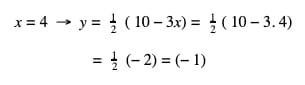 x = 4 → y = 1/2 ( 10 – 3x) = 1/2 ( 10 – 3. 4)
= 1/2 (– 2) = (– 1)